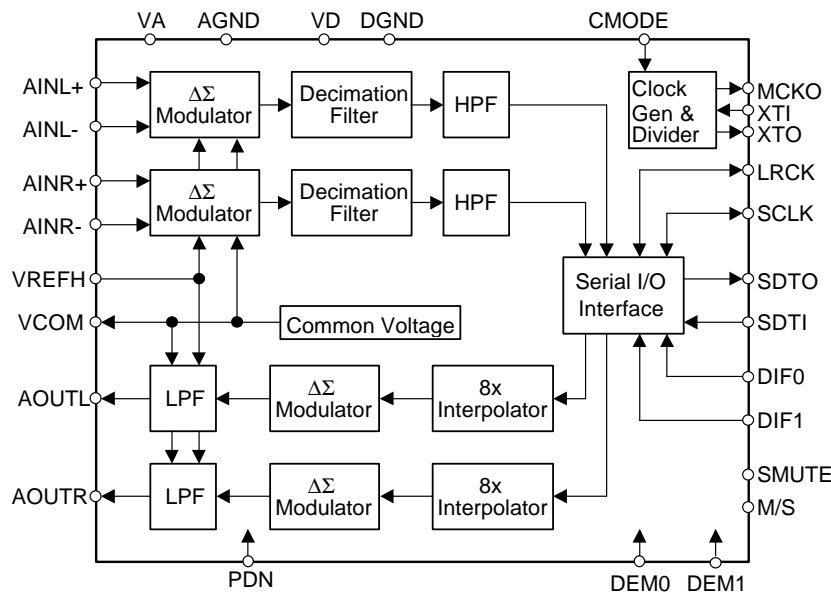 VA AGND VD DGND CMODE
AINL+
ΔΣ
Modulator
Decimation
Filter
HPF
Clock
Gen &
Divider
MCKO
XTI
XTO
AINL-
AINR+
ΔΣ
Modulator
Decimation
Filter
HPF
LRCK
AINR-
SCLK
VREFH
Serial I/O
Interface
SDTO
VCOM
Common Voltage
SDTI
AOUTL
LPF
ΔΣ
Modulator
8x
Interpolator
DIF0
DIF1
AOUTR
LPF
ΔΣ
Modulator
8x
Interpolator
SMUTE
M/S
PDN DEM0 DEM1